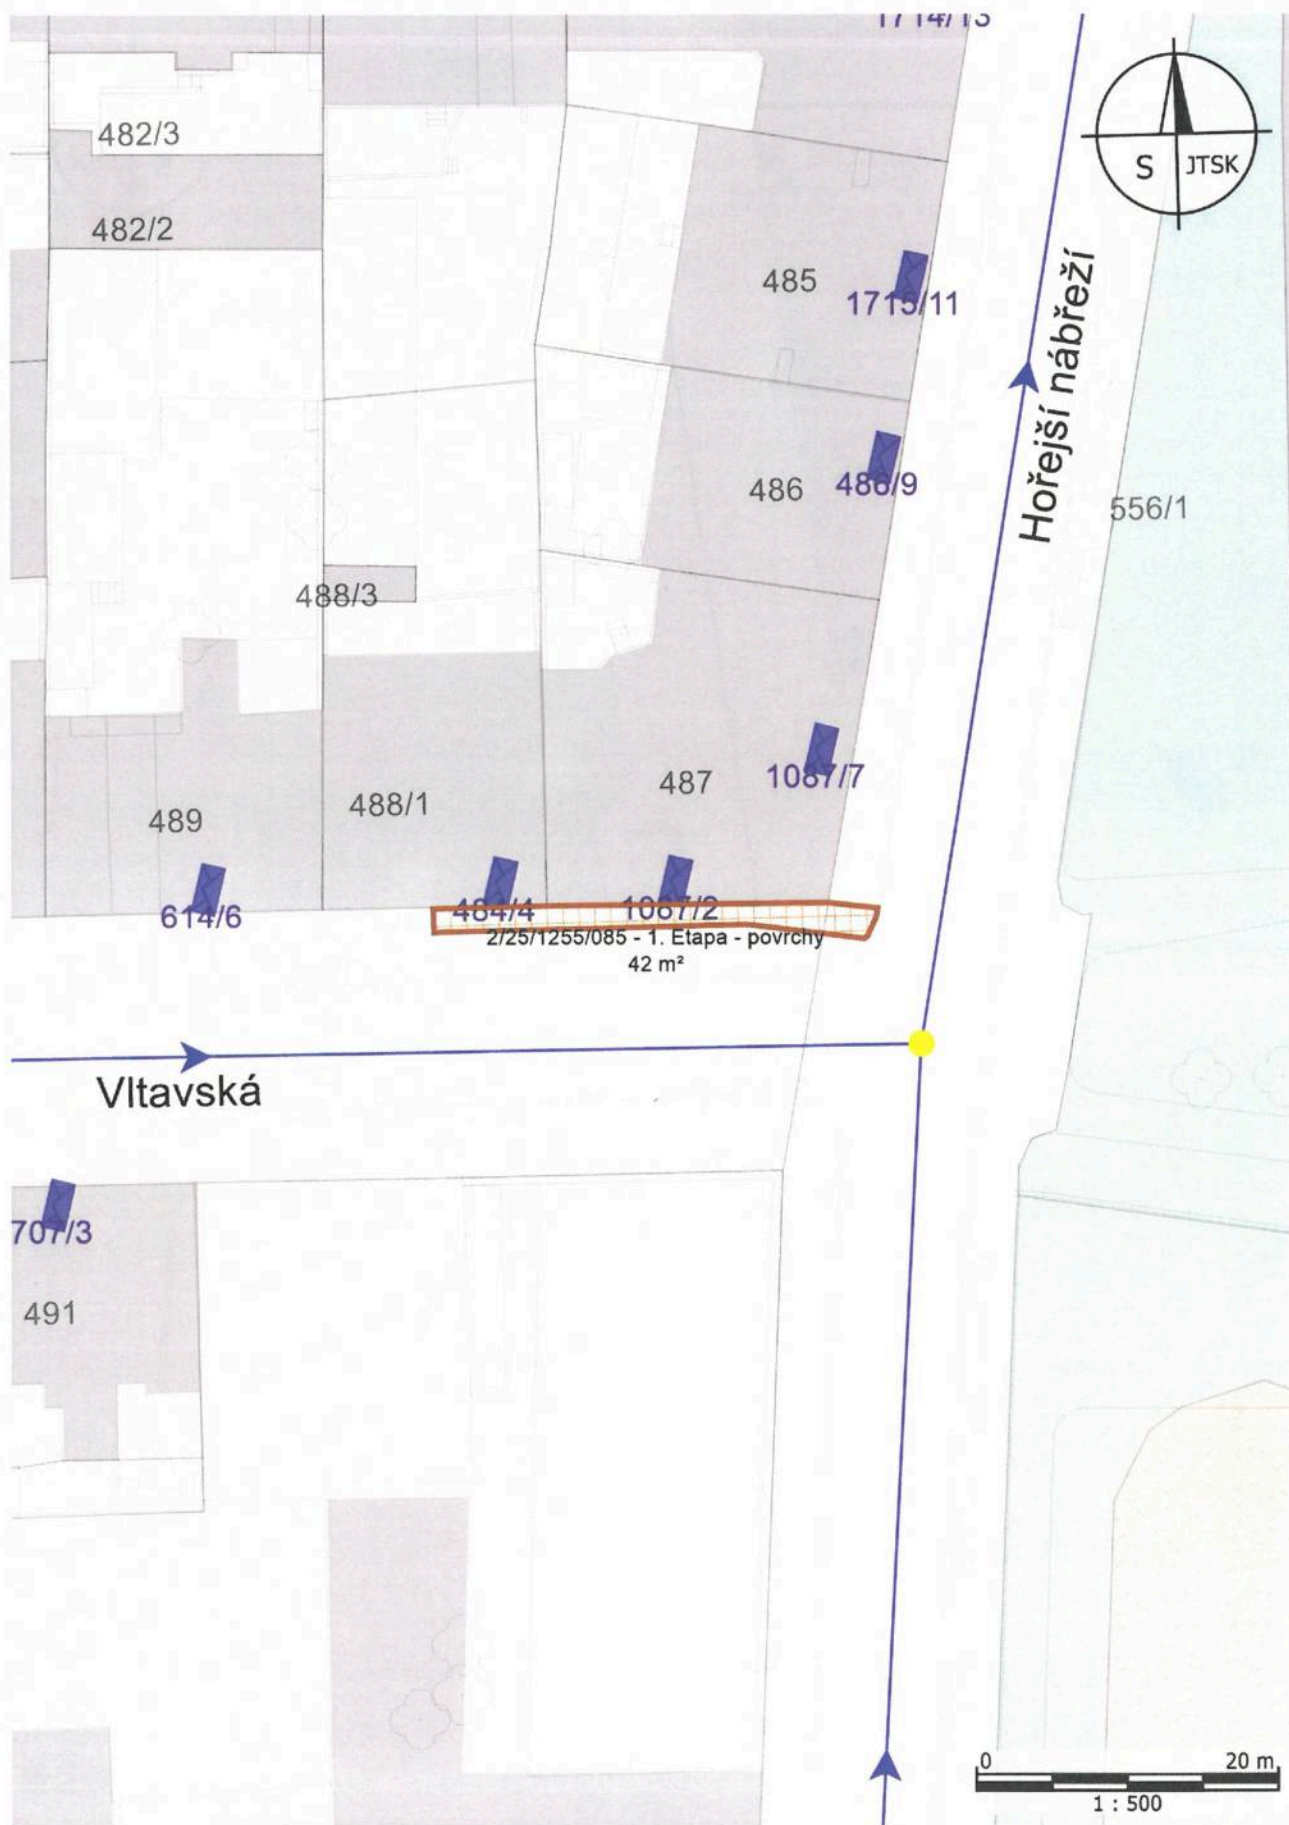 1714/13
482/3
S JTSK
482/2
485
1715/11
Hořejší nábřeží
486
486/9
556/1
488/3
487
1087/7
488/1
489
614/6
484/4
1087/2
2/25/1255/085 - 1. Etapa - povrchy
42 m²
Vltavská
707/3
491
0 20 m
1 : 500